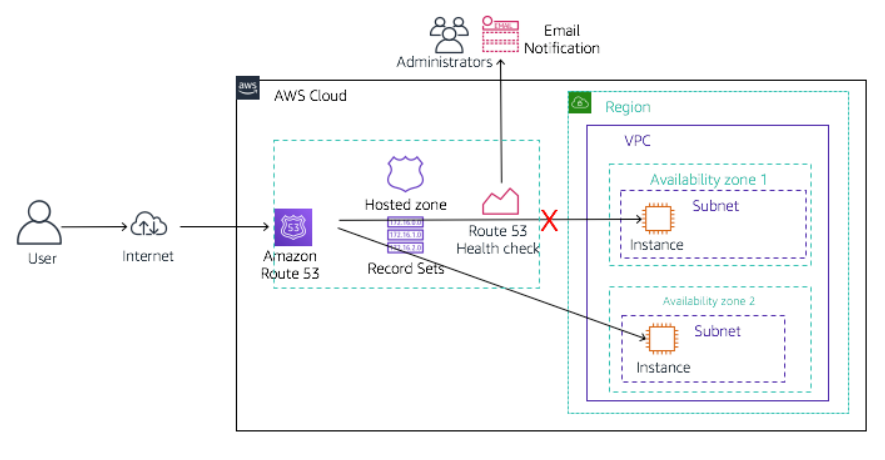 EMAIL
Email
Notification
Administrators
aws
AWS Cloud
Region
VPC
Availability zone 1
Subnet
Instance
Hosted zone
172.16.0.0
172.16.1.0
172.16.2.0
Record Sets
Route 53
Health check
53
Amazon
Route 53
User
Internet
Availability zone 2
Subnet
Instance